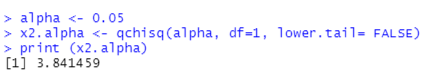 > alpha <- 0.05
> x2.alpha <- qchisq(alpha, df=1, lower.tail= FALSE)
> print (x2.alpha)
[1] 3.841459